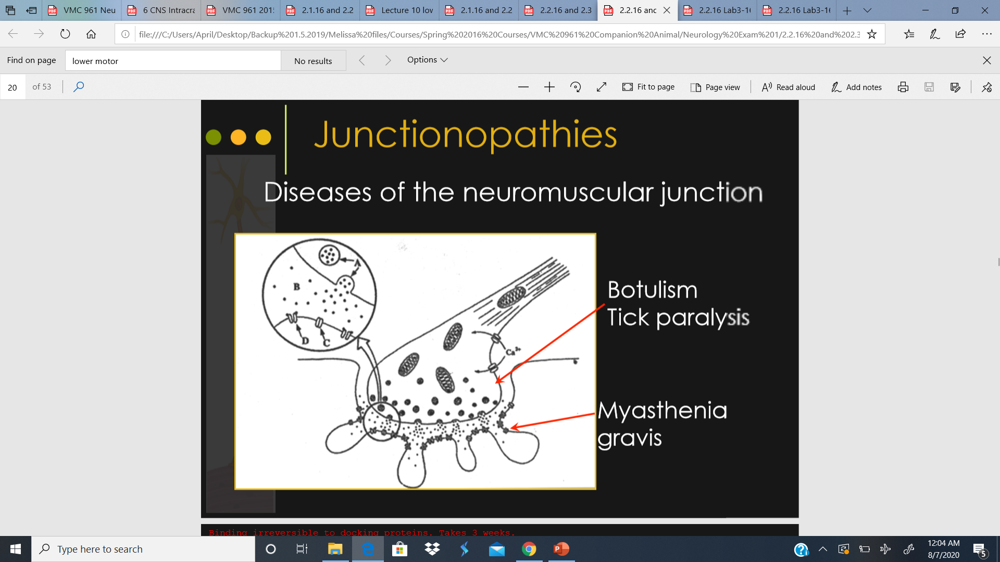 VMC 961 Neu
6 CNS Intracra
VMC 961 201
2.1.16 and 2.2
Lecture 10 lov
2.1.16 and 2.2
2.2.16 and 2.3
2.2.16 anc
2.2.16 Lab3-1
2.2.16 Lab3-1
file:///C:/Users/April/Desktop/Backup%201.5.2019/Melissa%20files/Courses/Spring%202016%20Courses/VMC%20961%20Companion%20Animal/Neurology%20Exam%201/2.2.16%20and%202.3
Find on page
lower motor
No results
Options
20
of 53
Fit to page
Page view
Read aloud
Add notes
Junctionopathies
Diseases of the neuromuscular junction
A
B
D
C
Ca²⁺
Botulism
Tick paralysis
Myasthenia
gravis
Binding irreversible to docking proteins. Takes 3 weeks.
Type here to search
12:04 AM
8/7/2020
5